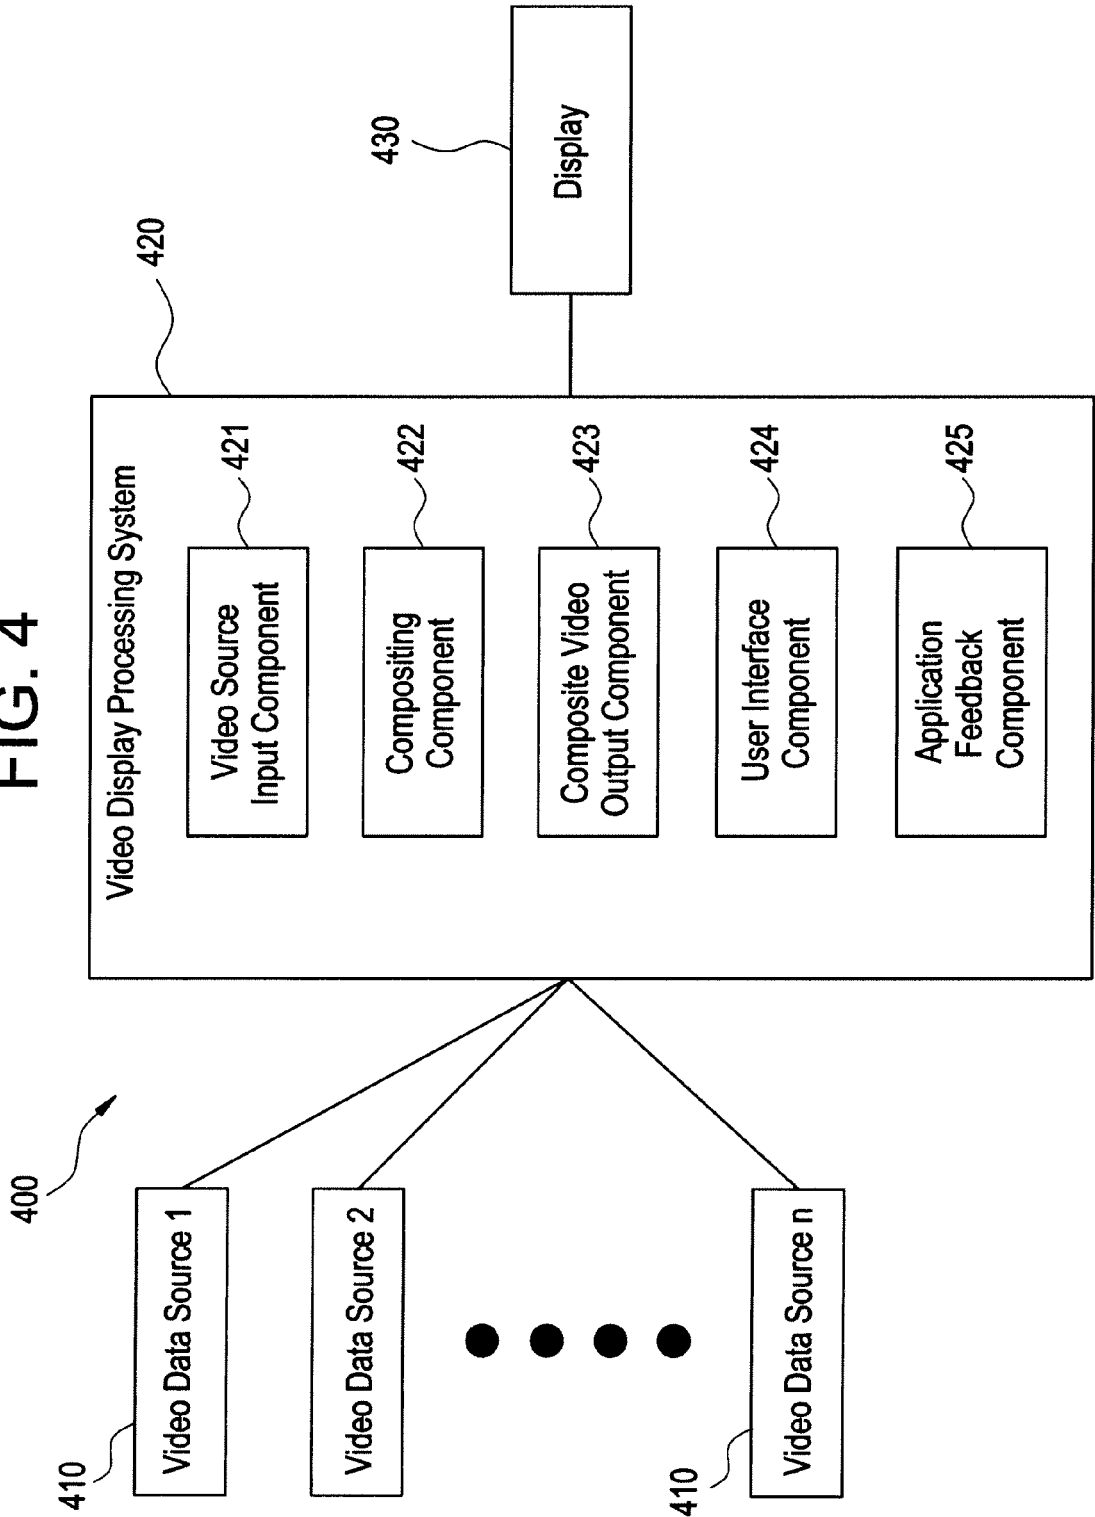 FIG. 4
400
410
Video Data Source 1
Video Data Source 2
410
Video Data Source n
420
Video Display Processing System
421
Video Source
Input Component
422
Compositing
Component
423
Composite Video
Output Component
424
User Interface
Component
425
Application
Feedback
Component
430
Display